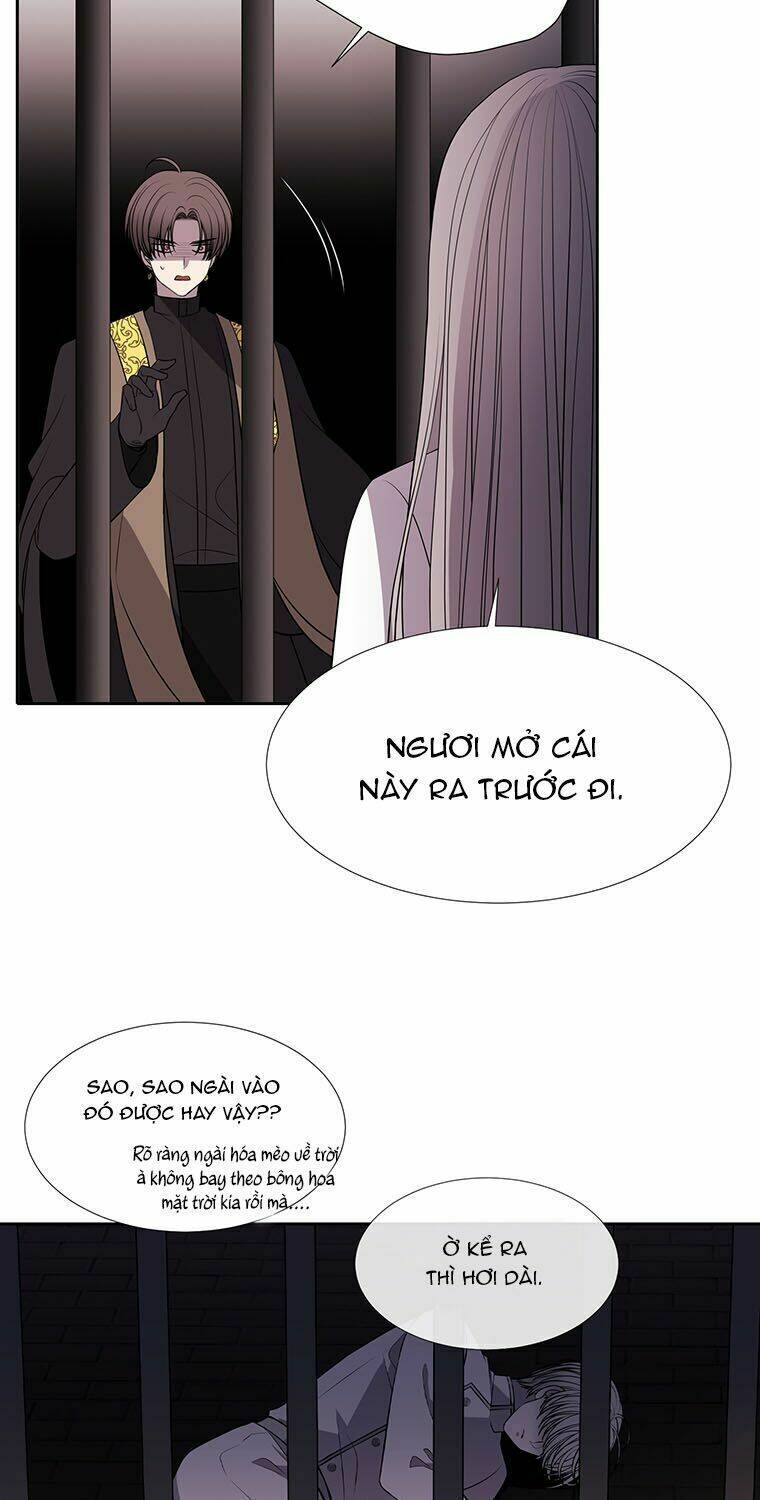 NGƯƠI MỞ CÁI
NÀY RA TRƯỚC ĐI.
SAO, SAO NGÀI VÀO
ĐÓ ĐƯỢC HAY VẬY??
Rõ ràng ngài hóa mèo về trời
à không bay theo bông hoa
mặt trời kía rồi mà....
Ờ KỂ RA
THÌ HƠI DÀI.